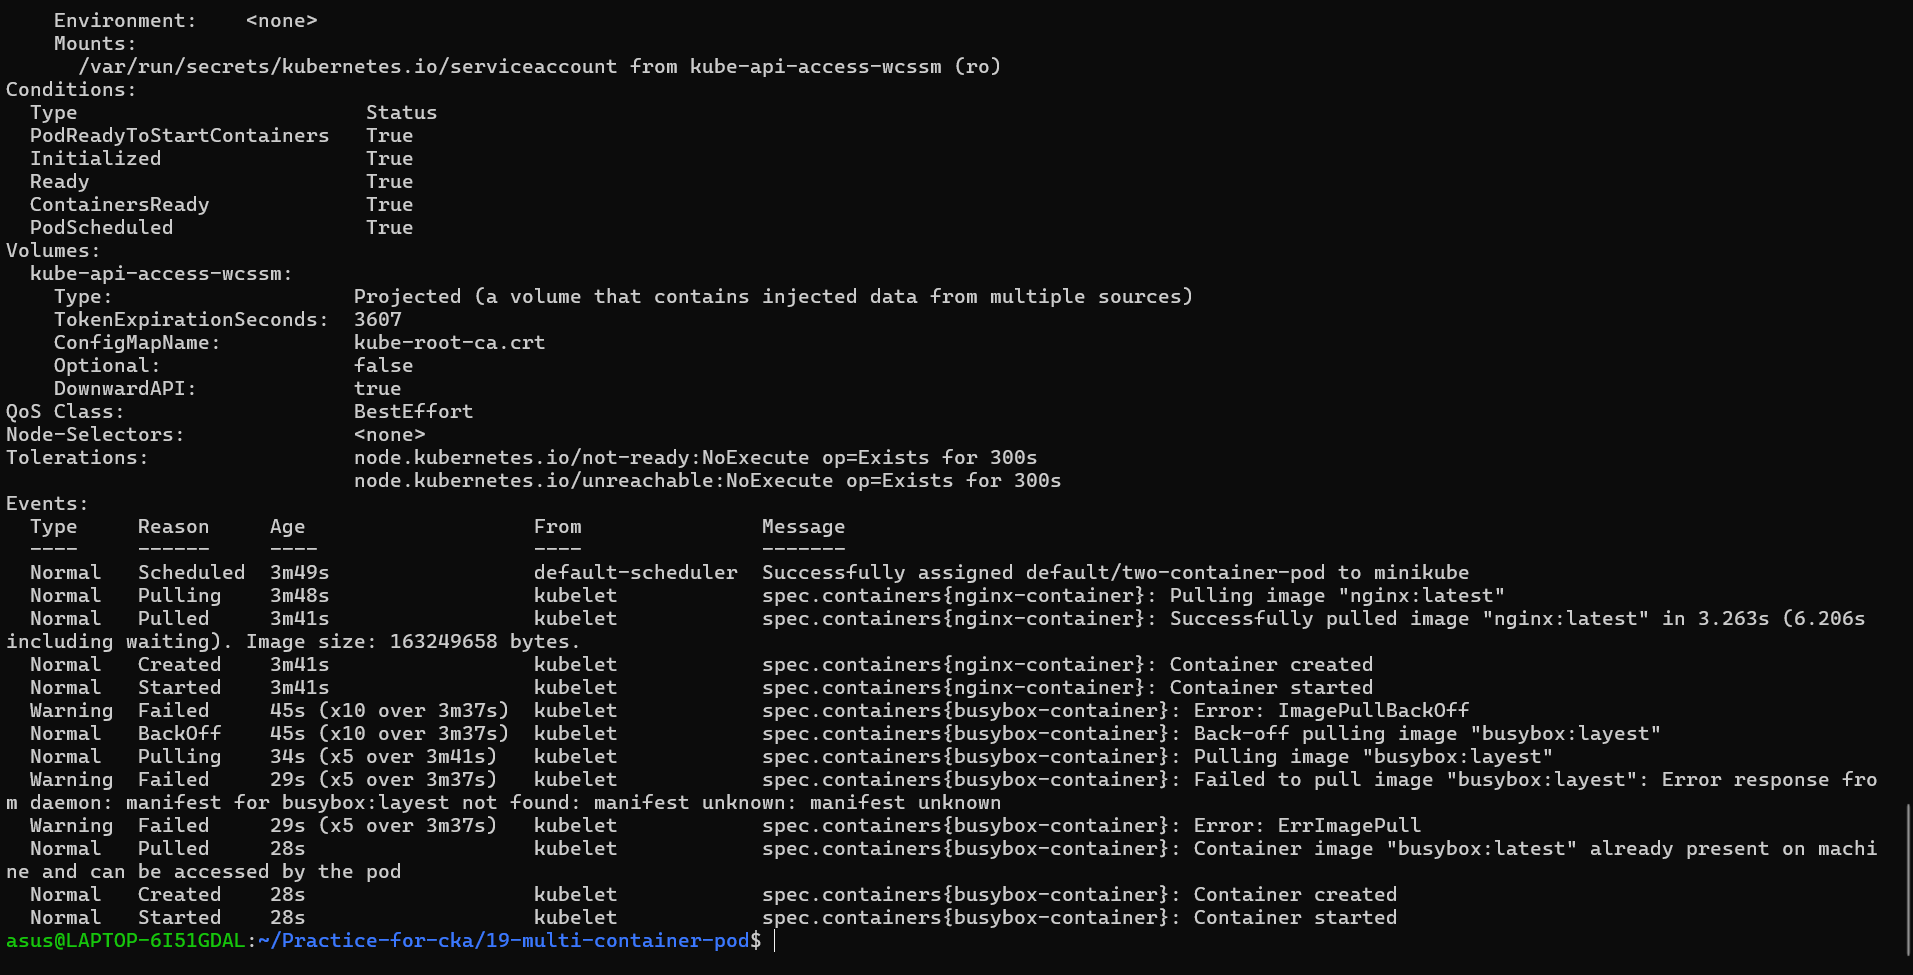 Environment:    <none>
    Mounts:
      /var/run/secrets/kubernetes.io/serviceaccount from kube-api-access-wcssm (ro)
Conditions:
  Type                        Status
  PodReadyToStartContainers   True
  Initialized                 True
  Ready                       True
  ContainersReady             True
  PodScheduled                True
Volumes:
  kube-api-access-wcssm:
    Type:                    Projected (a volume that contains injected data from multiple sources)
    TokenExpirationSeconds:  3607
    ConfigMapName:           kube-root-ca.crt
    Optional:                false
    DownwardAPI:             true
QoS Class:                   BestEffort
Node-Selectors:              <none>
Tolerations:                 node.kubernetes.io/not-ready:NoExecute op=Exists for 300s
                             node.kubernetes.io/unreachable:NoExecute op=Exists for 300s
Events:
  Type     Reason     Age                   From               Message
  ----     ------     ----                  ----               -------
  Normal   Scheduled  3m49s                 default-scheduler  Successfully assigned default/two-container-pod to minikube
  Normal   Pulling    3m48s                 kubelet            spec.containers{nginx-container}: Pulling image "nginx:latest"
  Normal   Pulled     3m41s                 kubelet            spec.containers{nginx-container}: Successfully pulled image "nginx:latest" in 3.263s (6.206s
including waiting). Image size: 163249658 bytes.
  Normal   Created    3m41s                 kubelet            spec.containers{nginx-container}: Container created
  Normal   Started    3m41s                 kubelet            spec.containers{nginx-container}: Container started
  Warning  Failed     45s (x10 over 3m37s)  kubelet            spec.containers{busybox-container}: Error: ImagePullBackOff
  Normal   BackOff    45s (x10 over 3m37s)  kubelet            spec.containers{busybox-container}: Back-off pulling image "busybox:layest"
  Normal   Pulling    34s (x5 over 3m41s)   kubelet            spec.containers{busybox-container}: Pulling image "busybox:layest"
  Warning  Failed     29s (x5 over 3m37s)   kubelet            spec.containers{busybox-container}: Failed to pull image "busybox:layest": Error response fro
m daemon: manifest for busybox:layest not found: manifest unknown: manifest unknown
  Warning  Failed     29s (x5 over 3m37s)   kubelet            spec.containers{busybox-container}: Error: ErrImagePull
  Normal   Pulled     28s                   kubelet            spec.containers{busybox-container}: Container image "busybox:latest" already present on machi
ne and can be accessed by the pod
  Normal   Created    28s                   kubelet            spec.containers{busybox-container}: Container created
  Normal   Started    28s                   kubelet            spec.containers{busybox-container}: Container started
asus@LAPTOP-6I51GDAL:~/Practice-for-cka/19-multi-container-pod$